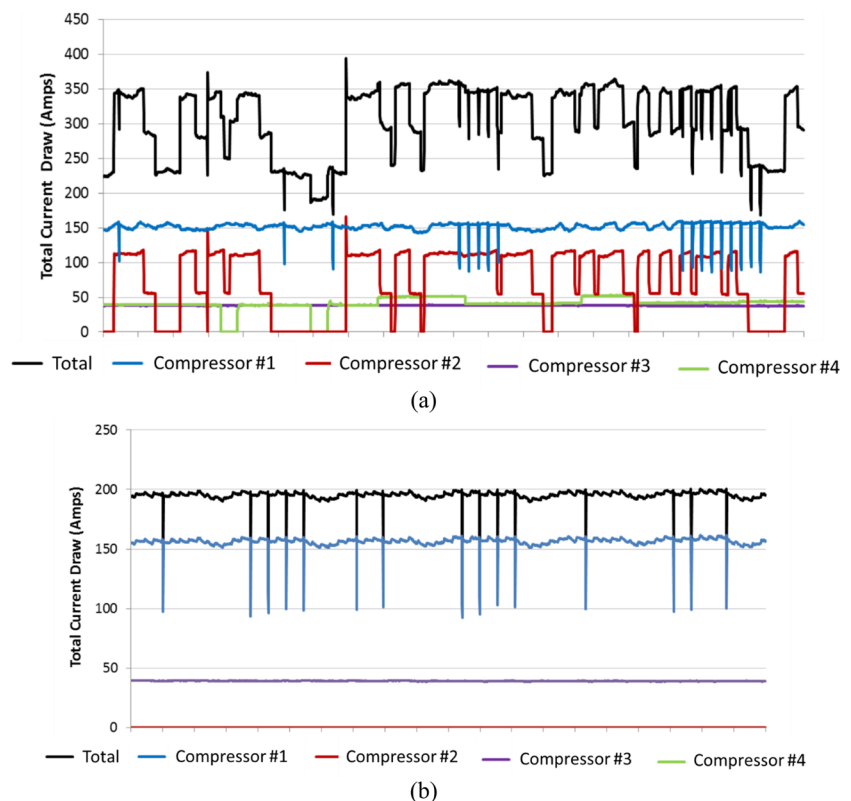 450
400
350
300
250
200
150
100
50
0
Total Current Draw (Amps)
Total Compressor #1 Compressor #2 Compressor #3 Compressor #4
(a)
250
200
150
100
50
0
Total Current Draw (Amps)
Total Compressor #1 Compressor #2 Compressor #3 Compressor #4
(b)